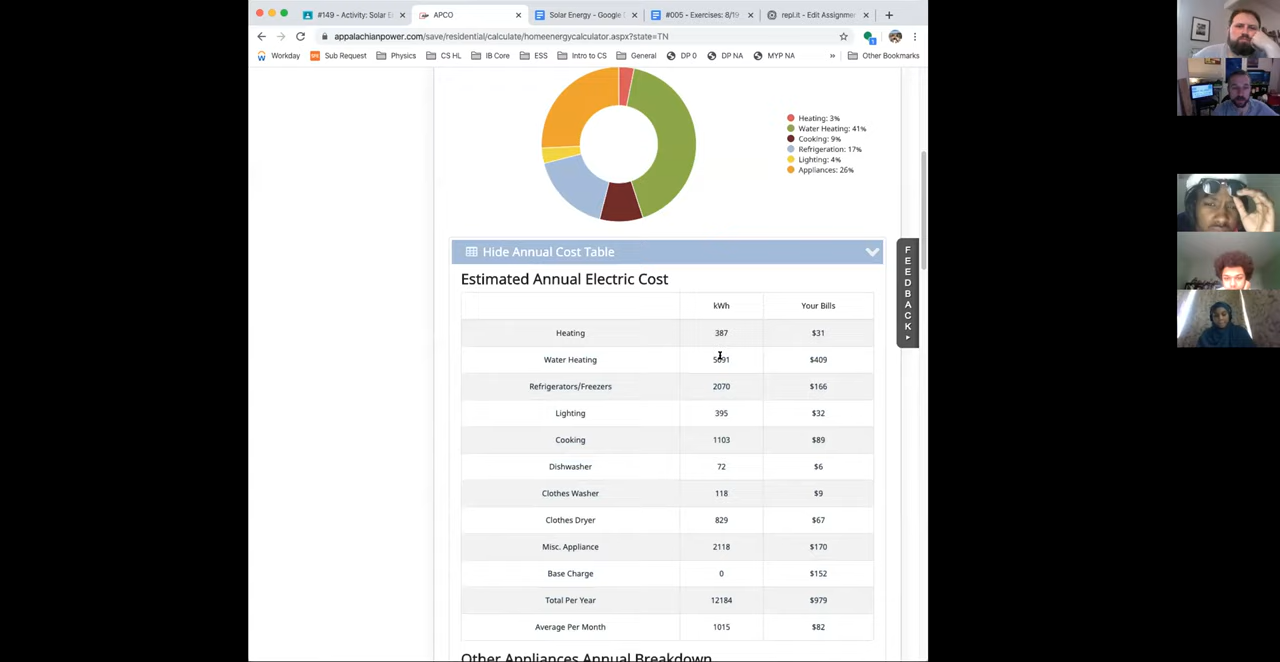 #149 - Activity: Solar E
APCO
Solar Energy - Google
#005 - Exercises: 8/19
repl.it - Edit Assignme
appalachianpower.com/save/residential/calculate/homeenergycalculator.aspx?state=TN
Workday
Sub Request
Physics
CS HL
IB Core
ESS
Intro to CS
General
DP 0
DP NA
MYP NA
Other Bookmarks
Heating: 3%
Water Heating: 41%
Cooking: 9%
Refrigeration: 17%
Lighting: 4%
Appliances: 26%
Hide Annual Cost Table
FEEDBACK
Estimated Annual Electric Cost
kWh Your Bills
Heating 387 $31
Water Heating 5091 $409
Refrigerators/Freezers 2070 $166
Lighting 395 $32
Cooking 1103 $89
Dishwasher 72 $6
Clothes Washer 118 $9
Clothes Dryer 829 $67
Misc. Appliance 2118 $170
Base Charge 0 $152
Total Per Year 12184 $979
Average Per Month 1015 $82
Other Appliances Annual Breakdown